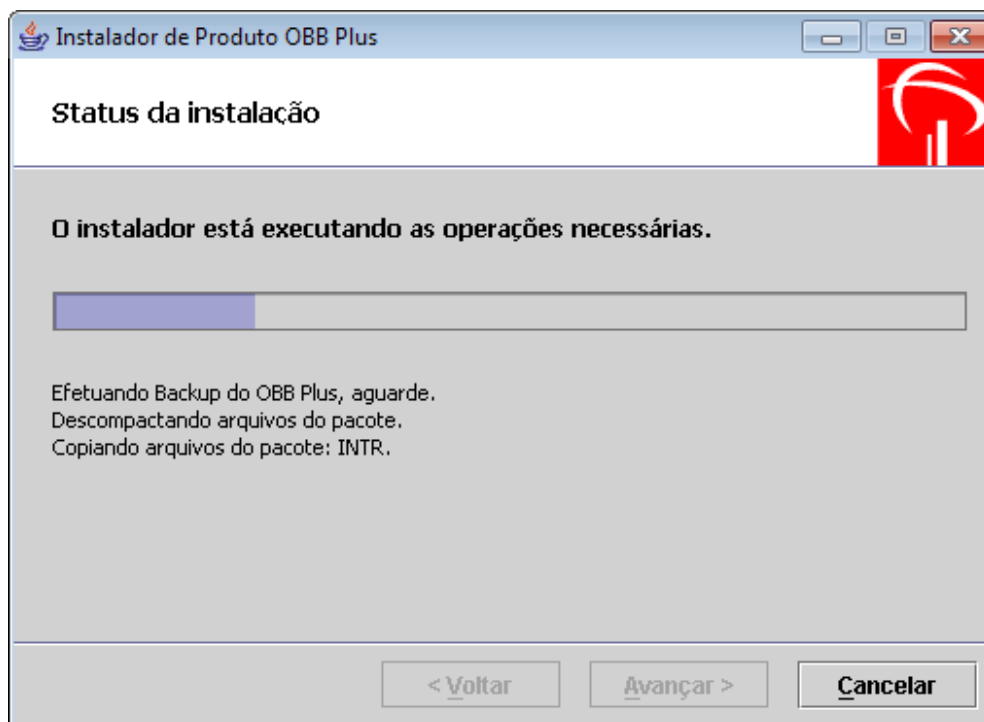 Instalador de Produto OBB Plus
Status da instalação
O instalador está executando as operações necessárias.
Efetuando Backup do OBB Plus, aguarde.
Descompactando arquivos do pacote.
Copiando arquivos do pacote: INTR.
< Voltar
Avançar >
Cancelar